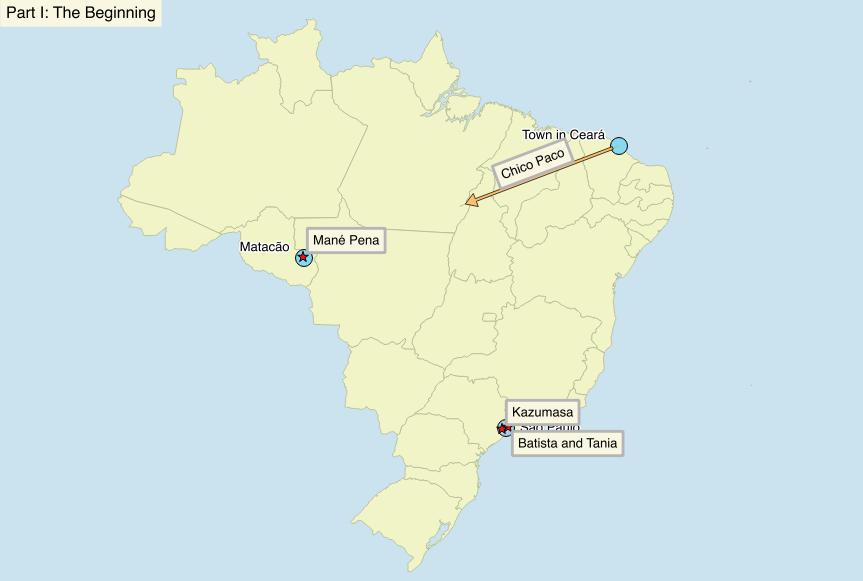 Part I: The Beginning
Town in Ceará
Chico Paco
Matacão
Mané Pena
Kazumasa
São Paulo
Batista and Tania